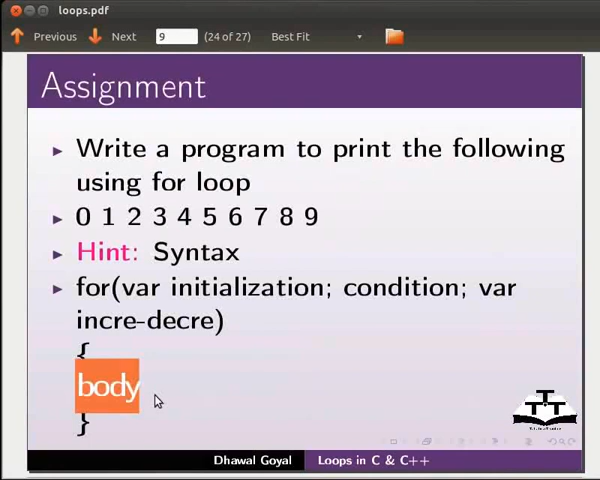 loops.pdf
Previous Next 9 (24 of 27) Best Fit
Assignment
Write a program to print the following
using for loop
0 1 2 3 4 5 6 7 8 9
Hint: Syntax
for(var initialization; condition; var
incre-decre)
{
body
}
TTT
Dhawal Goyal Loops in C & C++